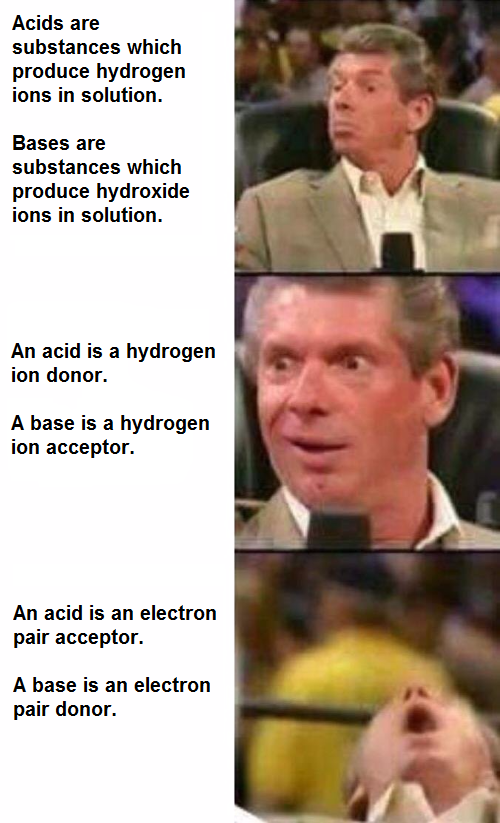 Acids are
substances which
produce hydrogen
ions in solution.
Bases are
substances which
produce hydroxide
ions in solution.
An acid is a hydrogen
ion donor.
A base is a hydrogen
ion acceptor.
An acid is an electron
pair acceptor.
A base is an electron
pair donor.